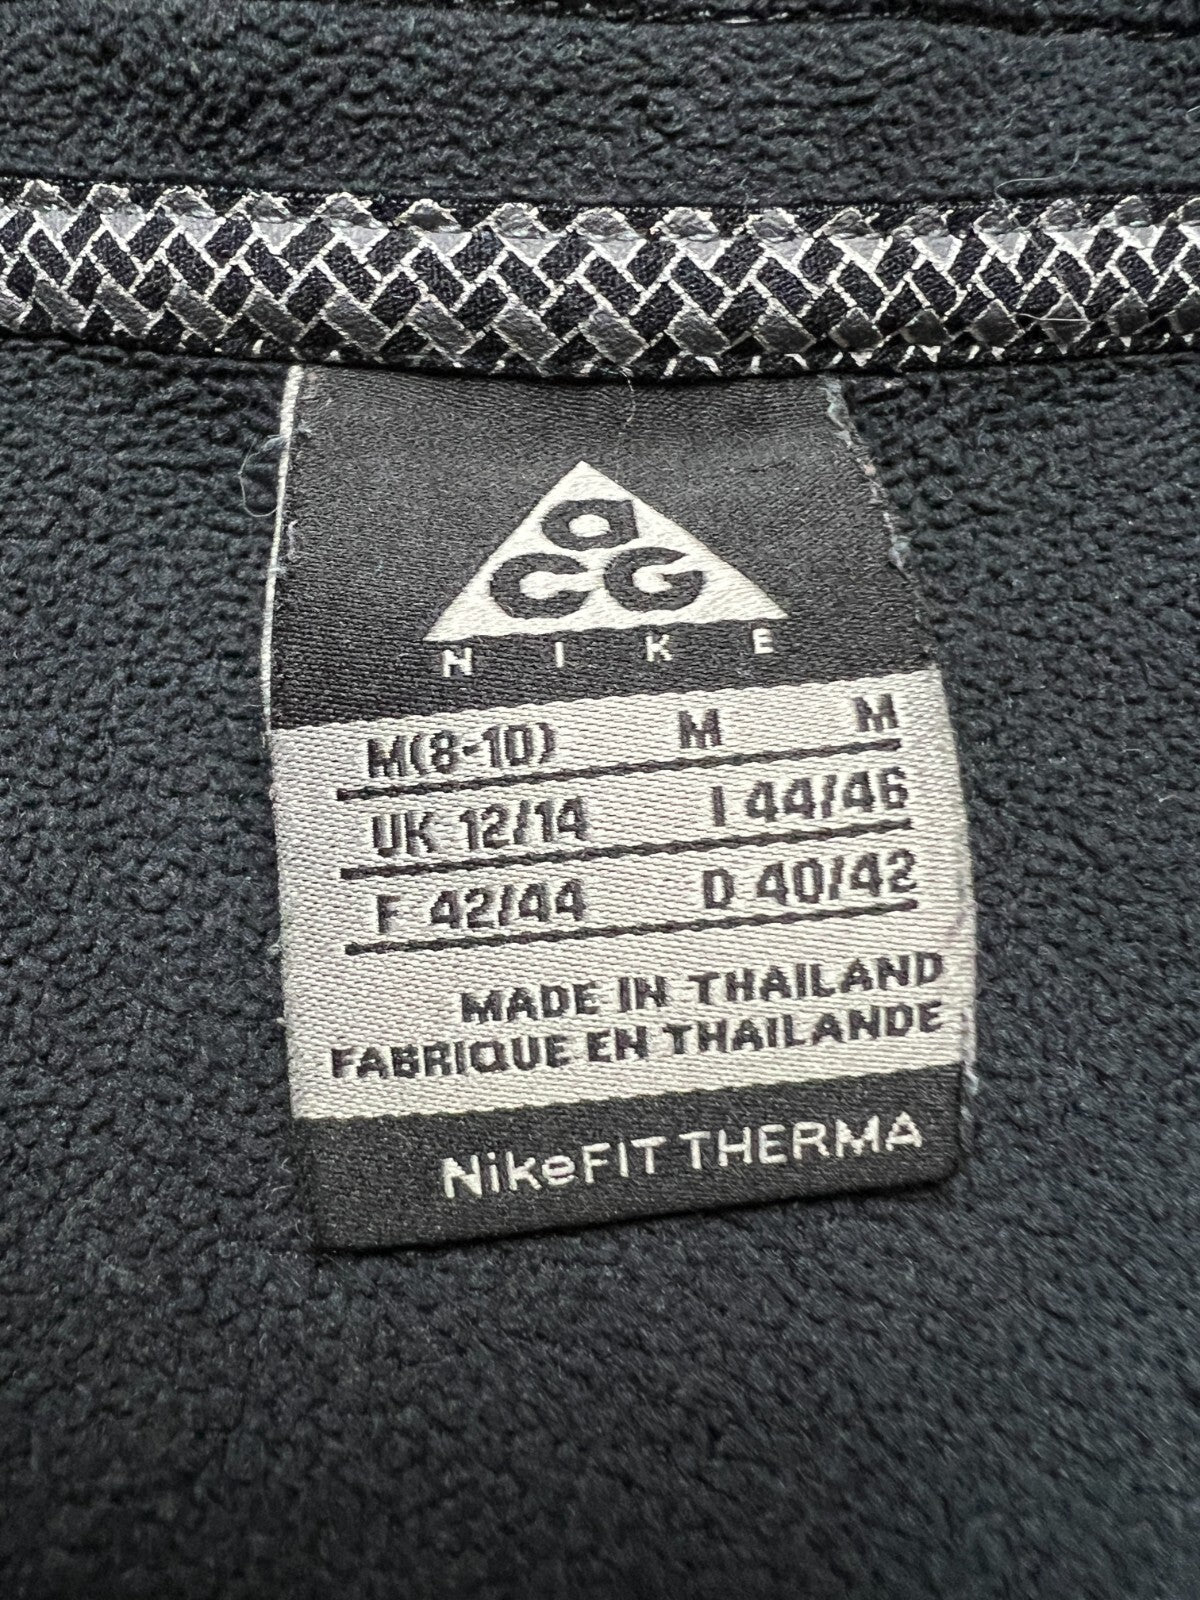 a
CG
NIKE
M(8-10) M M
UK 12/14 I 44/46
F 42/44 D 40/42
MADE IN THAILAND
FABRIQUE EN THAILANDE
NikeFIT THERMA